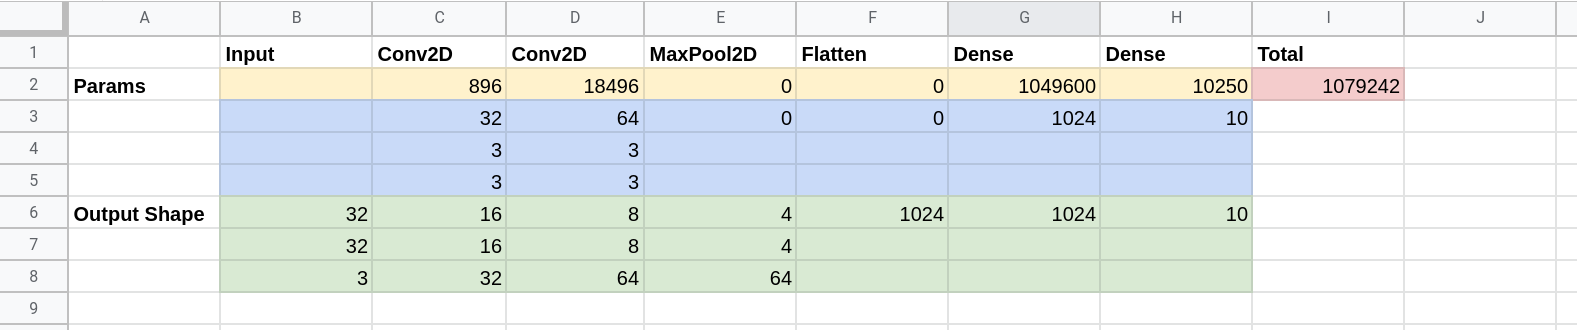 A B C D E F G H I J
1 Input Conv2D Conv2D MaxPool2D Flatten Dense Dense Total
2 Params 896 18496 0 0 1049600 10250 1079242
3 32 64 0 0 1024 10
4 3 3
5 3 3
6 Output Shape 32 16 8 4 1024 1024 10
7 32 16 8 4
8 3 32 64 64
9